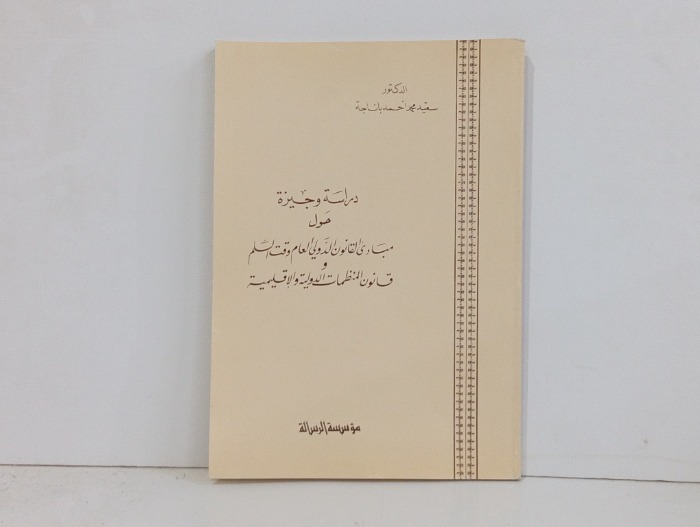 الدكتور
سعيد محمد أحمد باناجة
دراسة وجيزة
حول
مبادئ القانون الدولي العام وقت السلم
و
قانون المنظمات الدولية والإقليمية
مؤسسة الرسالة